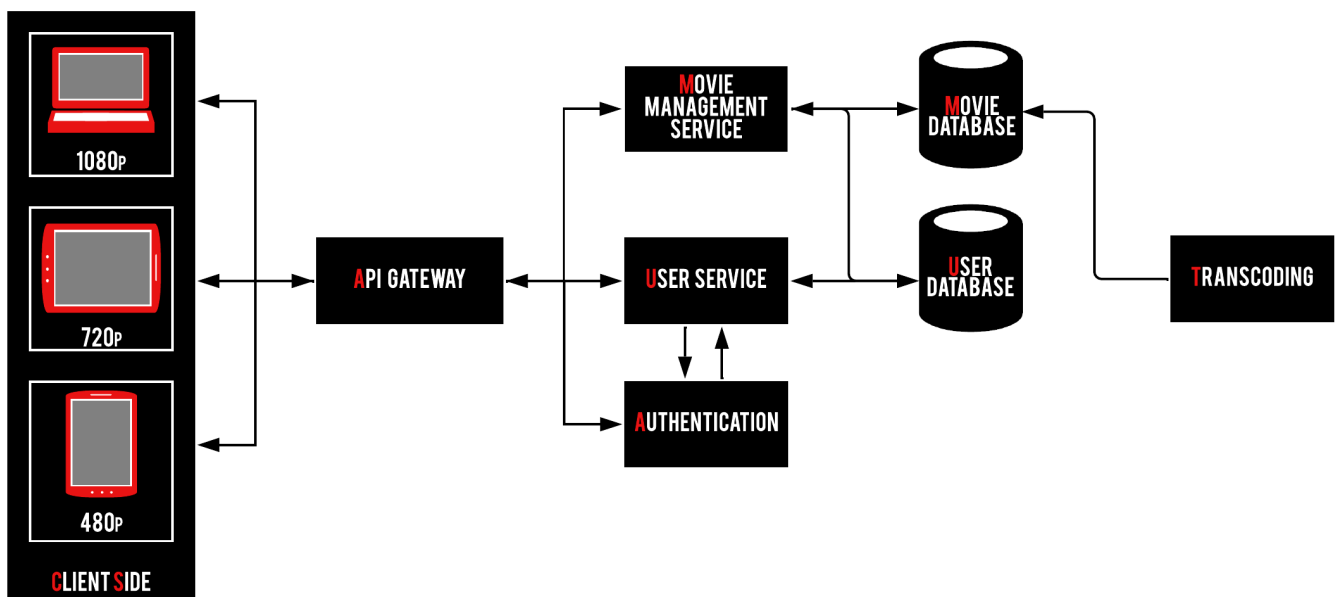 1080P
720P
480P
CLIENT SIDE
API GATEWAY
MOVIE
MANAGEMENT
SERVICE
USER SERVICE
AUTHENTICATION
MOVIE
DATABASE
USER
DATABASE
TRANSCODING